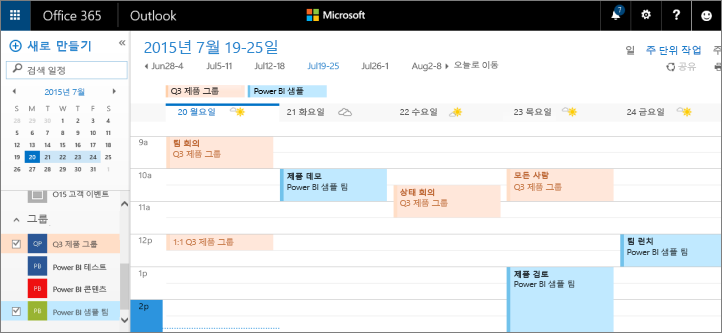 Office 365 Outlook Microsoft 7 ?
새로 만들기 «
검색 일정
2015년 7월
S M T W T F S
28 29 30 1 2 3 4
5 6 7 8 9 10 11
12 13 14 15 16 17 18
19 20 21 22 23 24 25
26 27 28 29 30 31 1
O15 고객 이벤트
그룹
QP Q3 제품 그룹
PB Power BI 테스트
PB Power BI 콘텐츠
PB Power BI 샘플 팀
2015년 7월 19-25일
일 주 단위 작업
Jun28-4 Jul5-11 Jul12-18 Jul19-25 Jul26-1 Aug2-8 오늘로 이동
공유
Q3 제품 그룹 Power BI 샘플
20 월요일 21 화요일 22 수요일 23 목요일 24 금요일
9a
팀 회의
Q3 제품 그룹
10a
제품 데모
Power BI 샘플 팀
모든 사람
Q3 제품 그룹
상태 회의
Q3 제품 그룹
11a
12p
1:1 Q3 제품 그룹
팀 런치
Power BI 샘플 팀
1p
제품 검토
Power BI 샘플 팀
2p